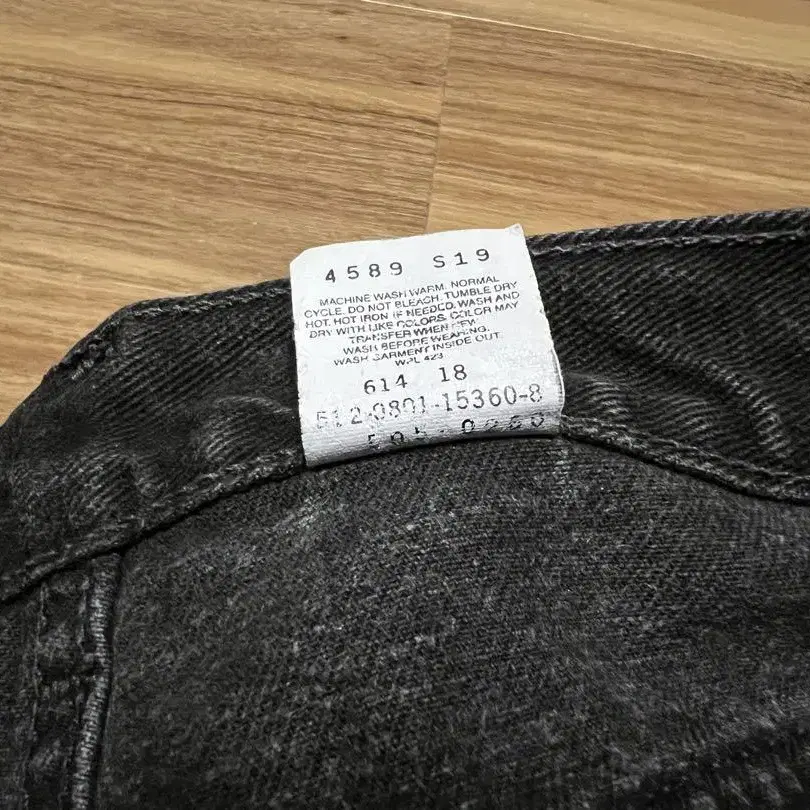 4589 S19
MACHINE WASH WARM. NORMAL
CYCLE. DO NOT BLEACH. TUMBLE DRY
HOT. HOT IRON IF NEEDED. WASH AND
DRY WITH LIKE COLORS. COLOR MAY
TRANSFER WHEN NEW.
WASH BEFORE WEARING.
WASH GARMENT INSIDE OUT.
WPL 423
614 18
512-0801-15360-8